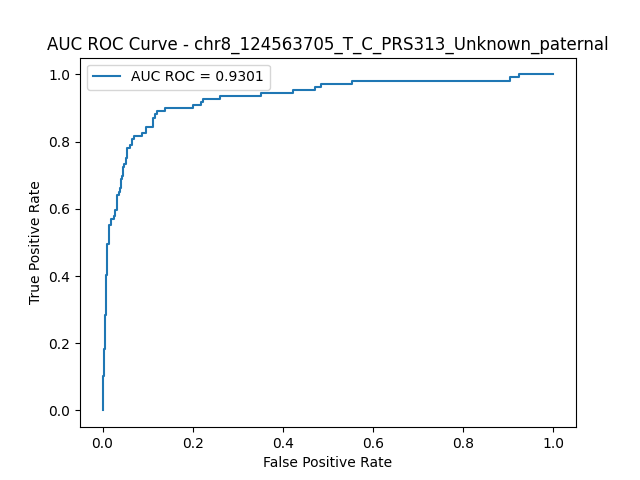 AUC ROC Curve - chr8_124563705_T_C_PRS313_Unknown_paternal
AUC ROC = 0.9301
1.0
0.8
0.6
0.4
0.2
0.0
True Positive Rate
0.0 0.2 0.4 0.6 0.8 1.0
False Positive Rate